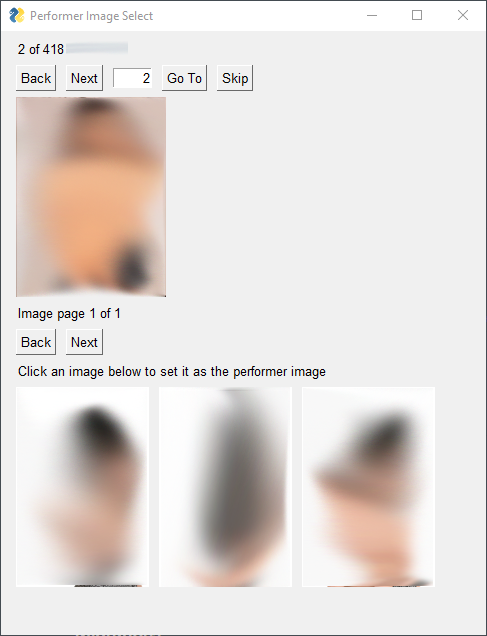 Performer Image Select
2 of 418
Back Next 2 Go To Skip
Image page 1 of 1
Back Next
Click an image below to set it as the performer image